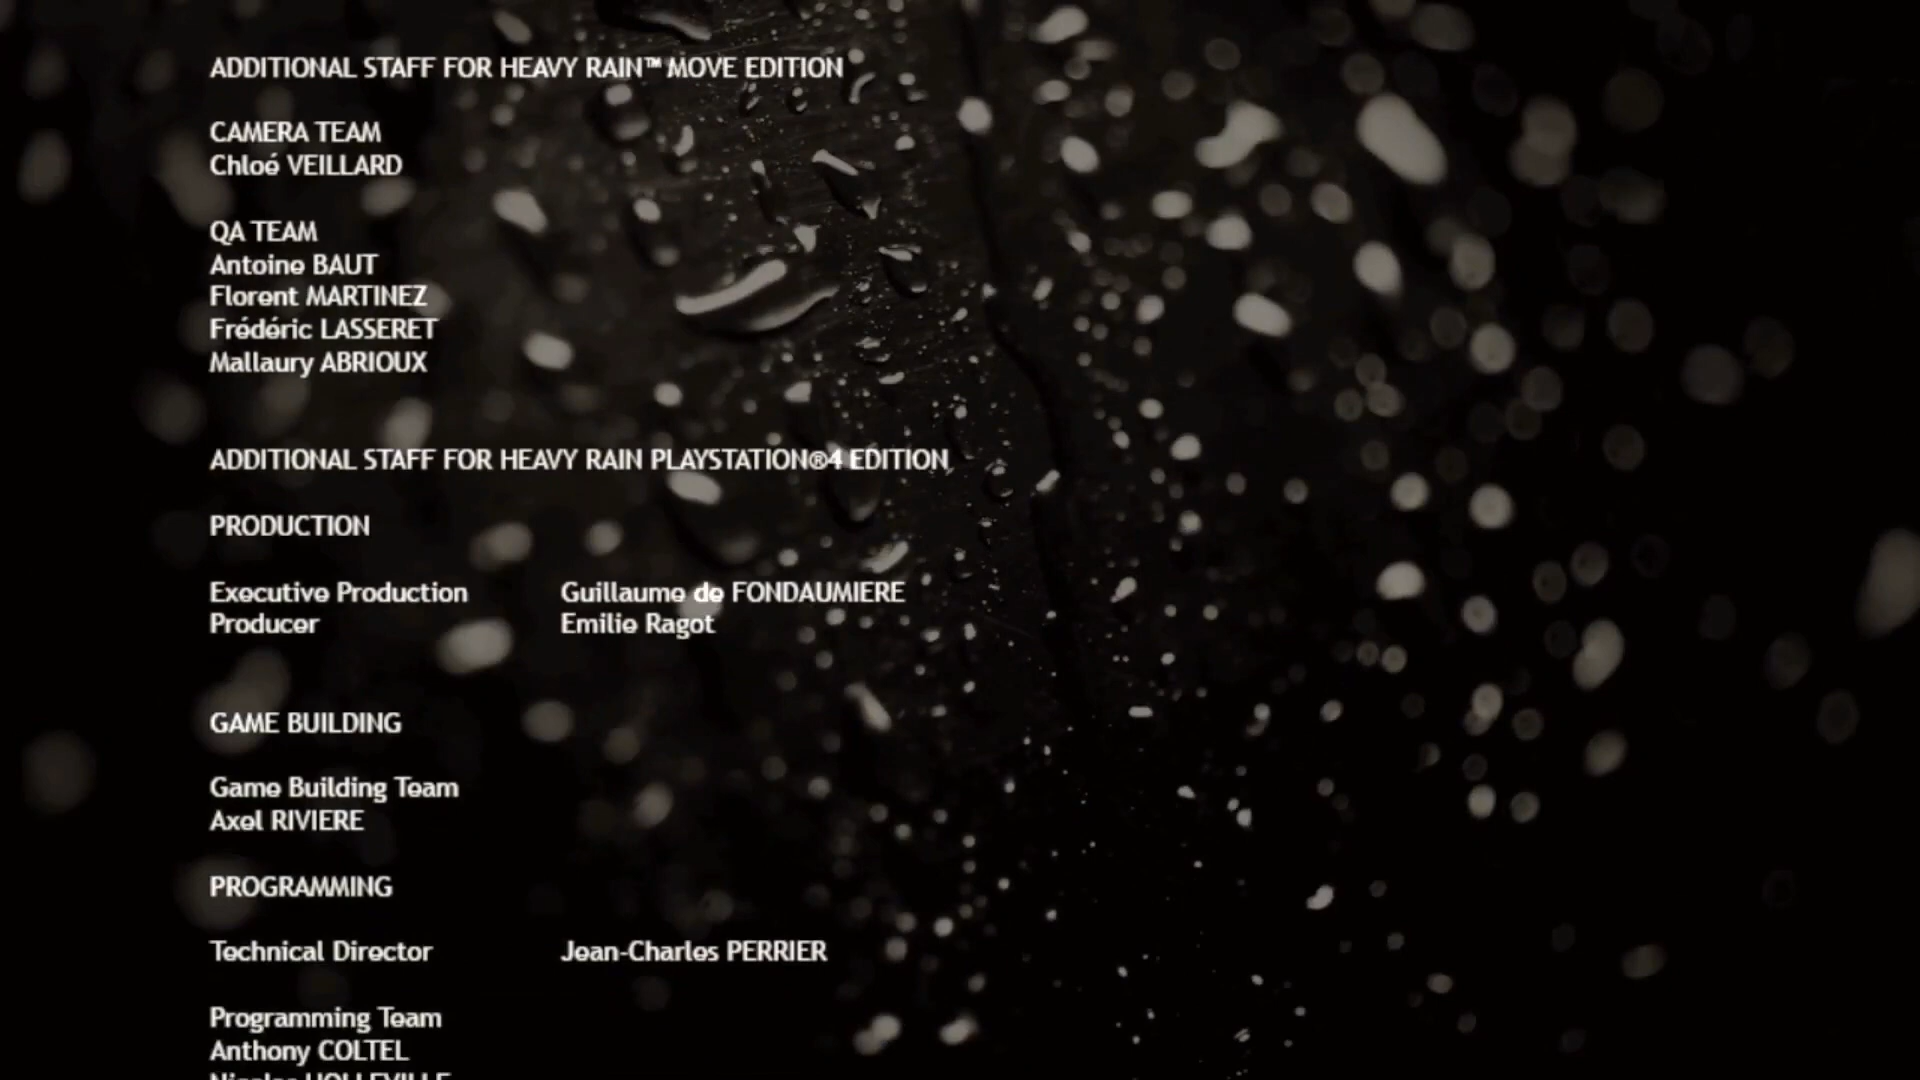 ADDITIONAL STAFF FOR HEAVY RAIN™ MOVE EDITION
CAMERA TEAM
Chloé VEILLARD
QA TEAM
Antoine BAUT
Florent MARTINEZ
Frédéric LASSERET
Mallaury ABRIOUX
ADDITIONAL STAFF FOR HEAVY RAIN PLAYSTATION®4 EDITION
PRODUCTION
Executive Production Guillaume de FONDAUMIERE
Producer Emilie Ragot
GAME BUILDING
Game Building Team
Axel RIVIERE
PROGRAMMING
Technical Director Jean-Charles PERRIER
Programming Team
Anthony COLTEL